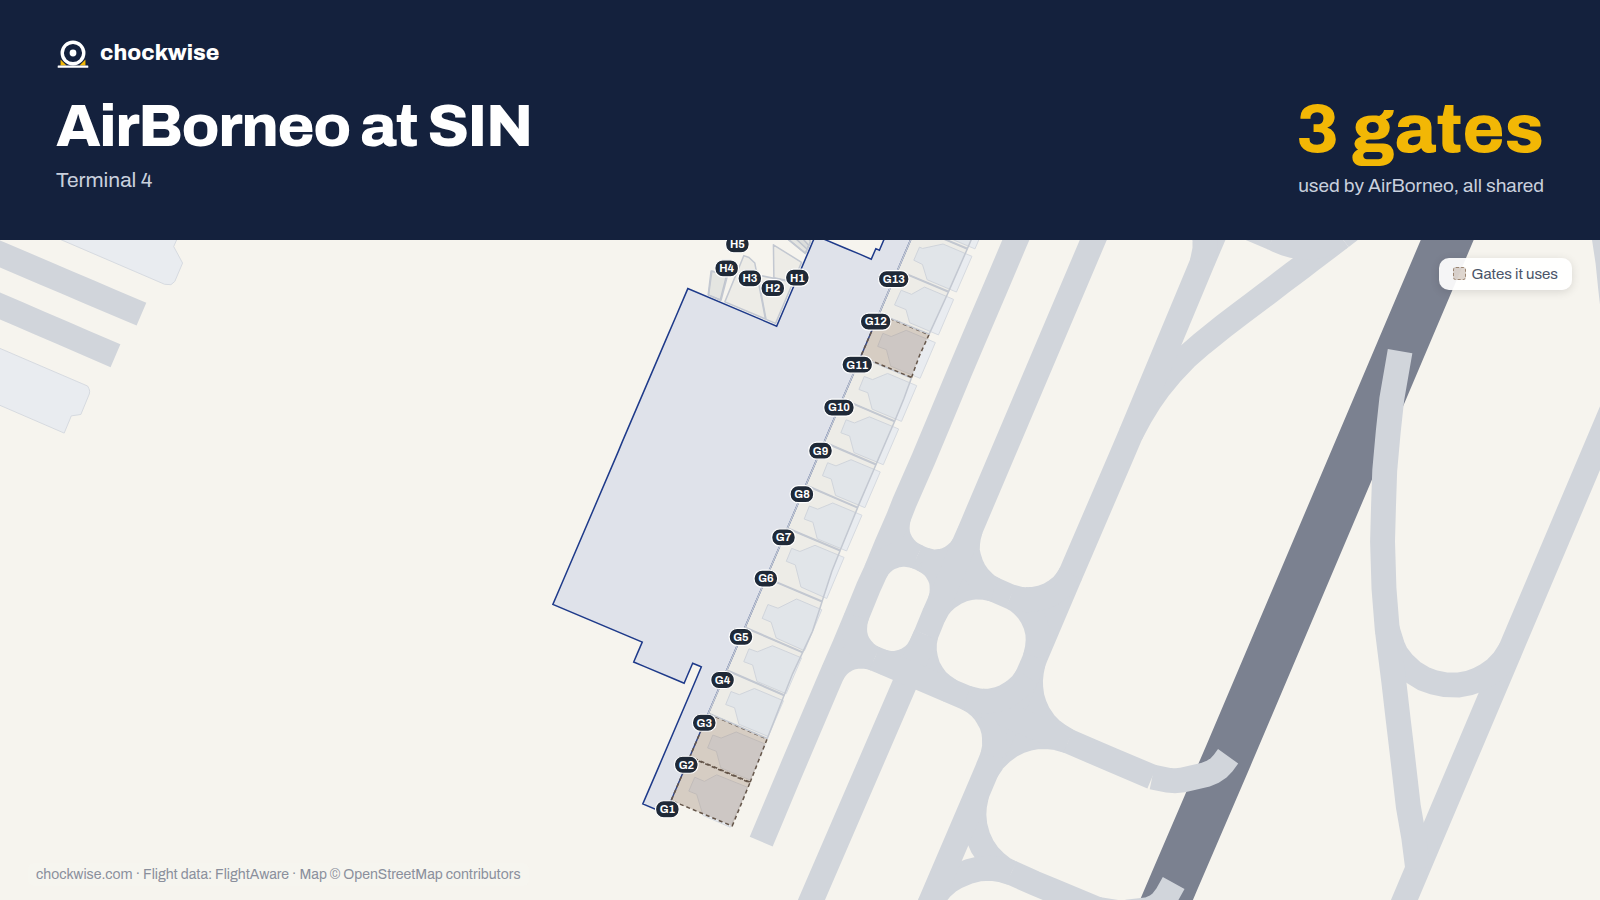 chockwise
AirBorneo at SIN
Terminal 4
3 gates
used by AirBorneo, all shared
Gates it uses
H5
H4
H3
H2
H1
G13
G12
G11
G10
G9
G8
G7
G6
G5
G4
G3
G2
G1
chockwise.com · Flight data: FlightAware · Map © OpenStreetMap contributors